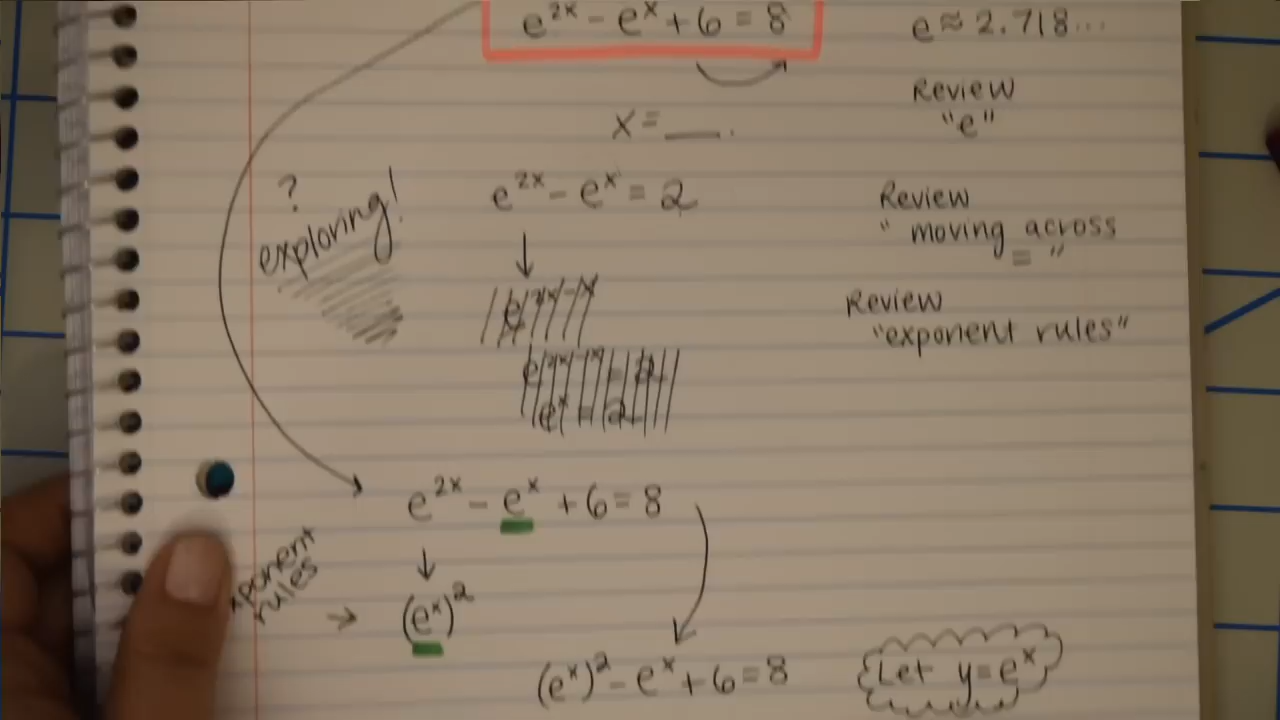 e^{2x} - e^x + 6 = 8
e ≈ 2.718...
Review
"e"
x = ___.
?
exploring!
e^{2x} - e^x = 2
Review
" moving across
= "
Review
"exponent rules"
e^{2x} - e^x + 6 = 8
↓
rules →
(e^x)^2
(e^x)^2 - e^x + 6 = 8
Let y = e^x